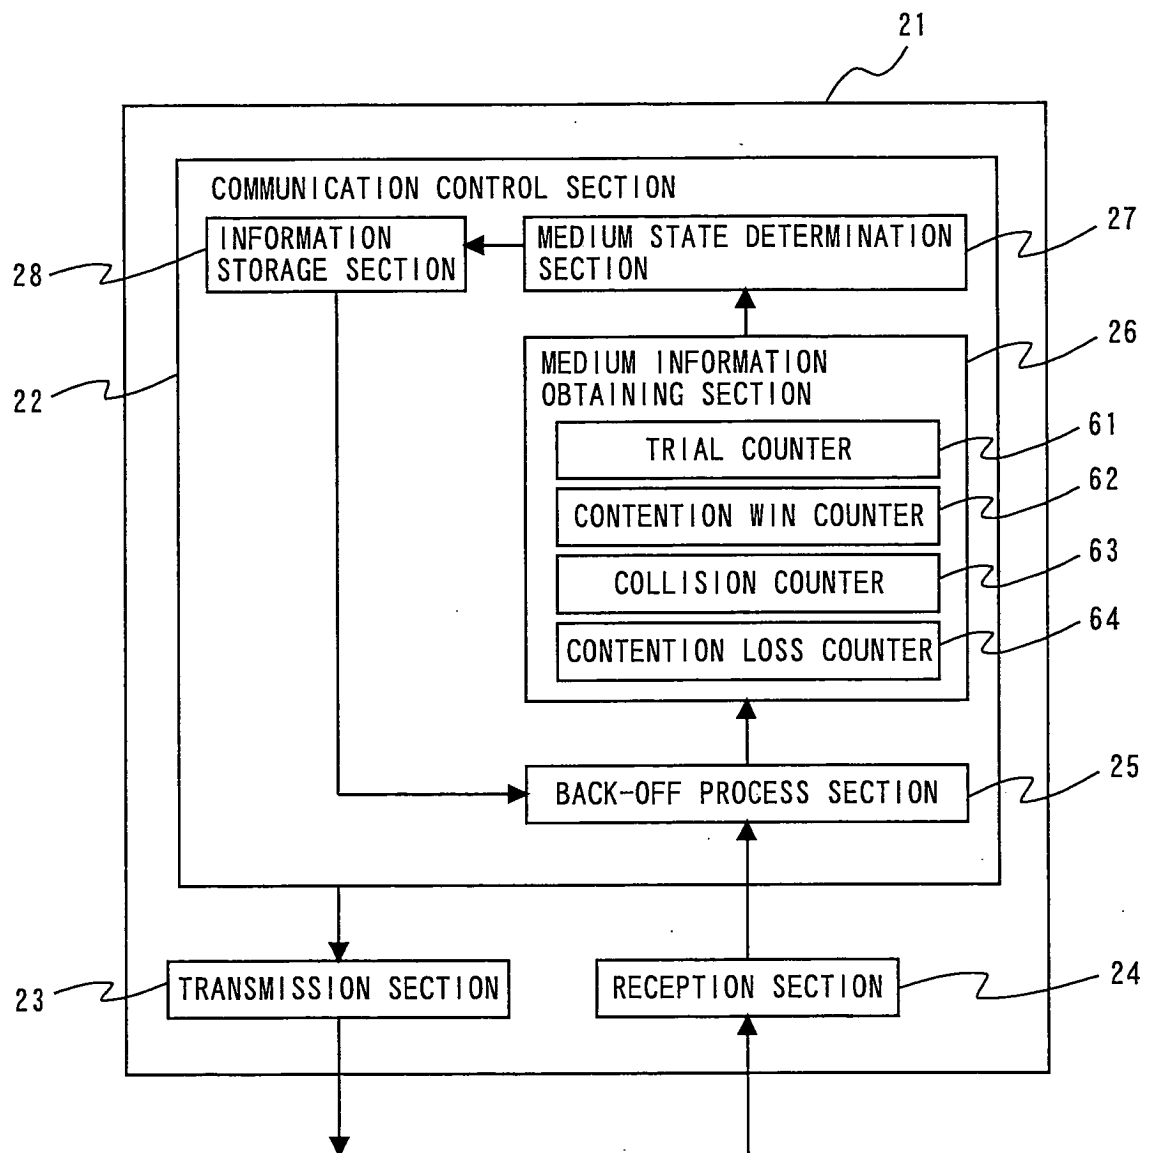 21
COMMUNICATION CONTROL SECTION
INFORMATION
STORAGE SECTION
MEDIUM STATE DETERMINATION
SECTION
27
28
MEDIUM INFORMATION
OBTAINING SECTION
26
22
TRIAL COUNTER
61
CONTENTION WIN COUNTER
62
COLLISION COUNTER
63
CONTENTION LOSS COUNTER
64
BACK-OFF PROCESS SECTION
25
TRANSMISSION SECTION
23
RECEPTION SECTION
24